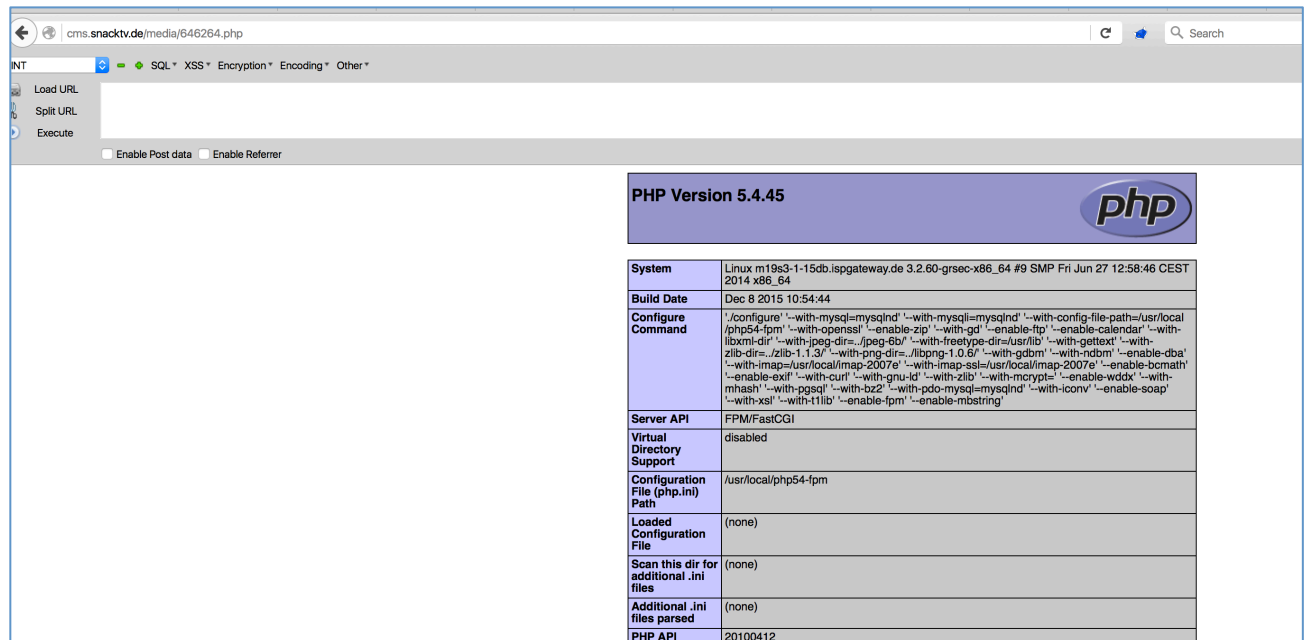 cms.snacktv.de/media/646264.php
Search
INT
SQL
XSS
Encryption
Encoding
Other
Load URL
Split URL
Execute
Enable Post data
Enable Referrer
PHP Version 5.4.45
php
System
Linux m19s3-1-15db.ispgateway.de 3.2.60-grsec-x86_64 #9 SMP Fri Jun 27 12:58:46 CEST
2014 x86_64
Build Date
Dec 8 2015 10:54:44
Configure
Command
'./configure' '--with-mysql=mysqlnd' '--with-mysqli=mysqlnd' '--with-config-file-path=/usr/local
/php54-fpm' '--with-openssl' '--enable-zip' '--with-gd' '--enable-ftp' '--enable-calendar' '--with-
libxml-dir' '--with-jpeg-dir=../jpeg-6b/' '--with-freetype-dir=/usr/lib' '--with-gettext' '--with-
zlib-dir=../zlib-1.1.3/' '--with-png-dir=../libpng-1.0.6/' '--with-gdbm' '--with-ndbm' '--enable-dba'
'--with-imap=/usr/local/imap-2007e' '--with-imap-ssl=/usr/local/imap-2007e' '--enable-bcmath'
'--enable-exif' '--with-curl' '--with-gnu-ld' '--with-zlib' '--with-mcrypt=' '--enable-wddx' '--with-
mhash' '--with-pgsql' '--with-bz2' '--with-pdo-mysql=mysqlnd' '--with-iconv' '--enable-soap'
'--with-xsl' '--with-t1lib' '--enable-fpm' '--enable-mbstring'
Server API
FPM/FastCGI
Virtual
Directory
Support
disabled
Configuration
File (php.ini)
Path
/usr/local/php54-fpm
Loaded
Configuration
File
(none)
Scan this dir for
additional .ini
files
(none)
Additional .ini
files parsed
(none)
PHP API
20100412